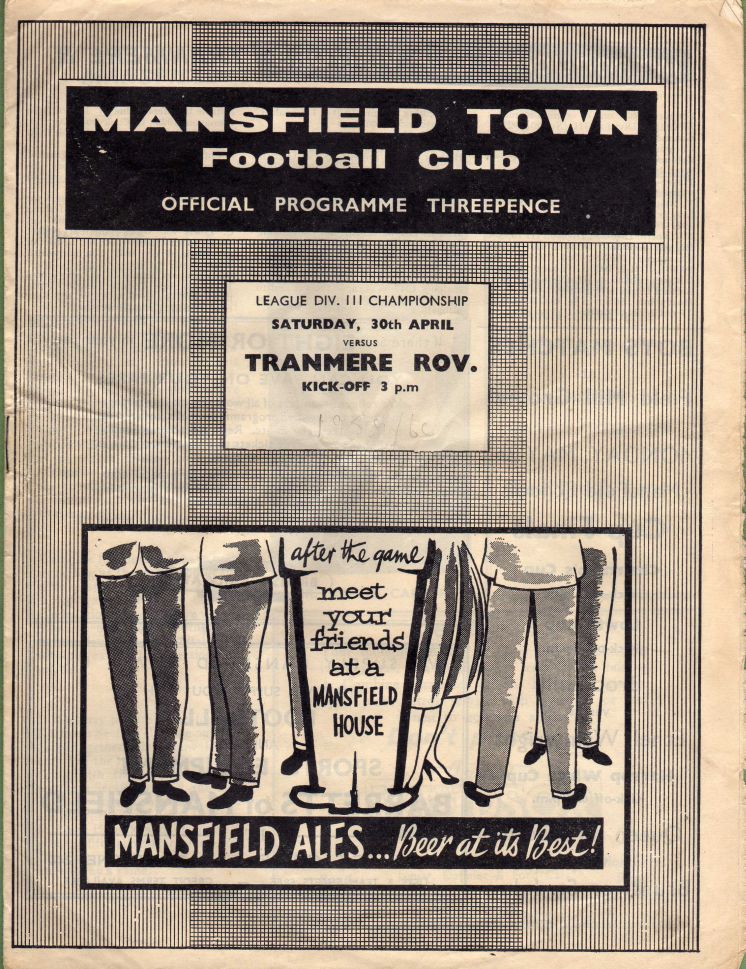 MANSFIELD TOWN
Football Club
OFFICIAL PROGRAMME THREEPENCE
LEAGUE DIV. III CHAMPIONSHIP
SATURDAY, 30th APRIL
VERSUS
TRANMERE ROV.
KICK-OFF 3 p.m
1959/60
after the game
meet
your
friends
at a
MANSFIELD
HOUSE
MANSFIELD ALES... Beer at its Best!